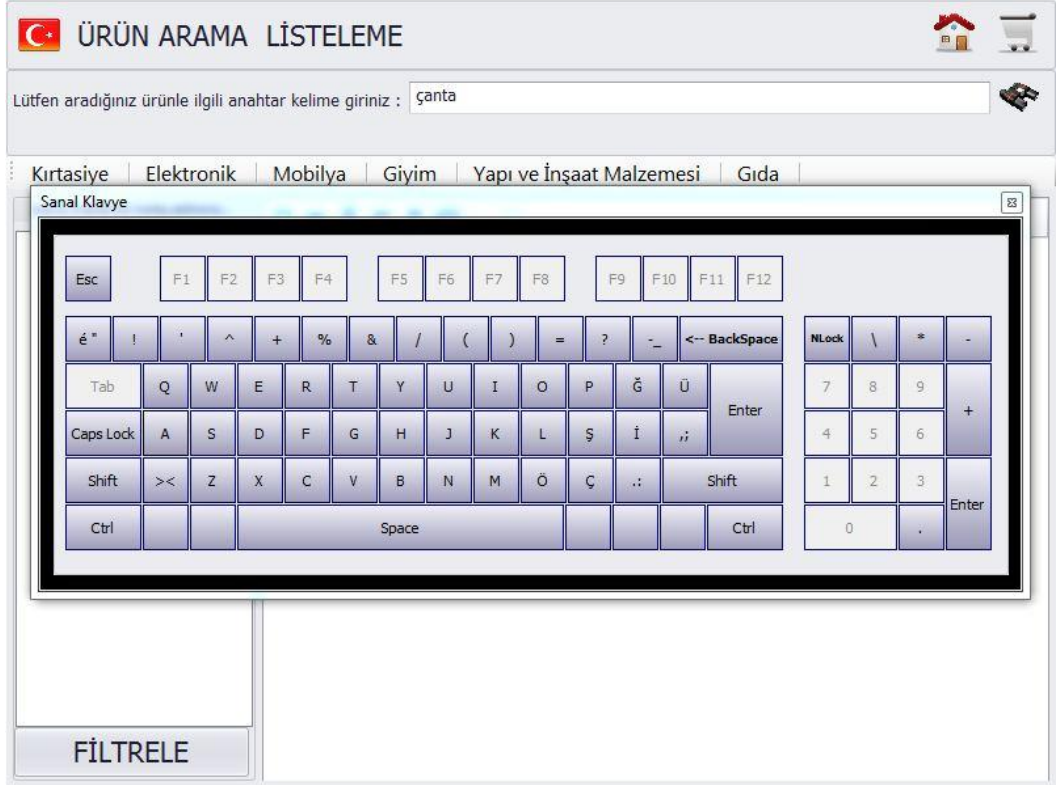 ÜRÜN ARAMA LİSTELEME
Lütfen aradığınız ürünle ilgili anahtar kelime giriniz : çanta
Kırtasiye Elektronik Mobilya Giyim Yapı ve İnşaat Malzemesi Gıda
Sanal Klavye
Esc F1 F2 F3 F4 F5 F6 F7 F8 F9 F10 F11 F12
é " ! ' ^ + % & / ( ) = ? -_ <-- BackSpace NLock \ * -
Tab Q W E R T Y U I O P Ğ Ü Enter 7 8 9 +
Caps Lock A S D F G H J K L Ş İ ,; 4 5 6
Shift >< Z X C V B N M Ö Ç .: Shift 1 2 3 Enter
Ctrl Space Ctrl 0 .
FİLTRELE